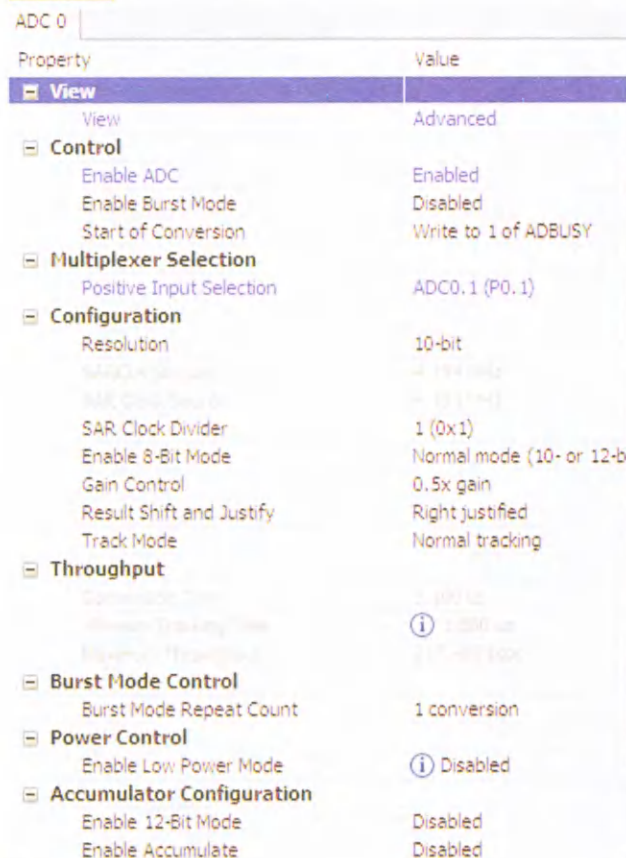 ADC 0
Property Value
View
View Advanced
Control
Enable ADC Enabled
Enable Burst Mode Disabled
Start of Conversion Write to 1 of ADBUSY
Multiplexer Selection
Positive Input Selection ADC0.1 (P0.1)
Configuration
Resolution 10-bit
SAR Clock Divider 1 (0x1)
Enable 8-Bit Mode Normal mode (10- or 12-b
Gain Control 0.5x gain
Result Shift and Justify Right justified
Track Mode Normal tracking
Throughput
Burst Mode Control
Burst Mode Repeat Count 1 conversion
Power Control
Enable Low Power Mode Disabled
Accumulator Configuration
Enable 12-Bit Mode Disabled
Enable Accumulate Disabled